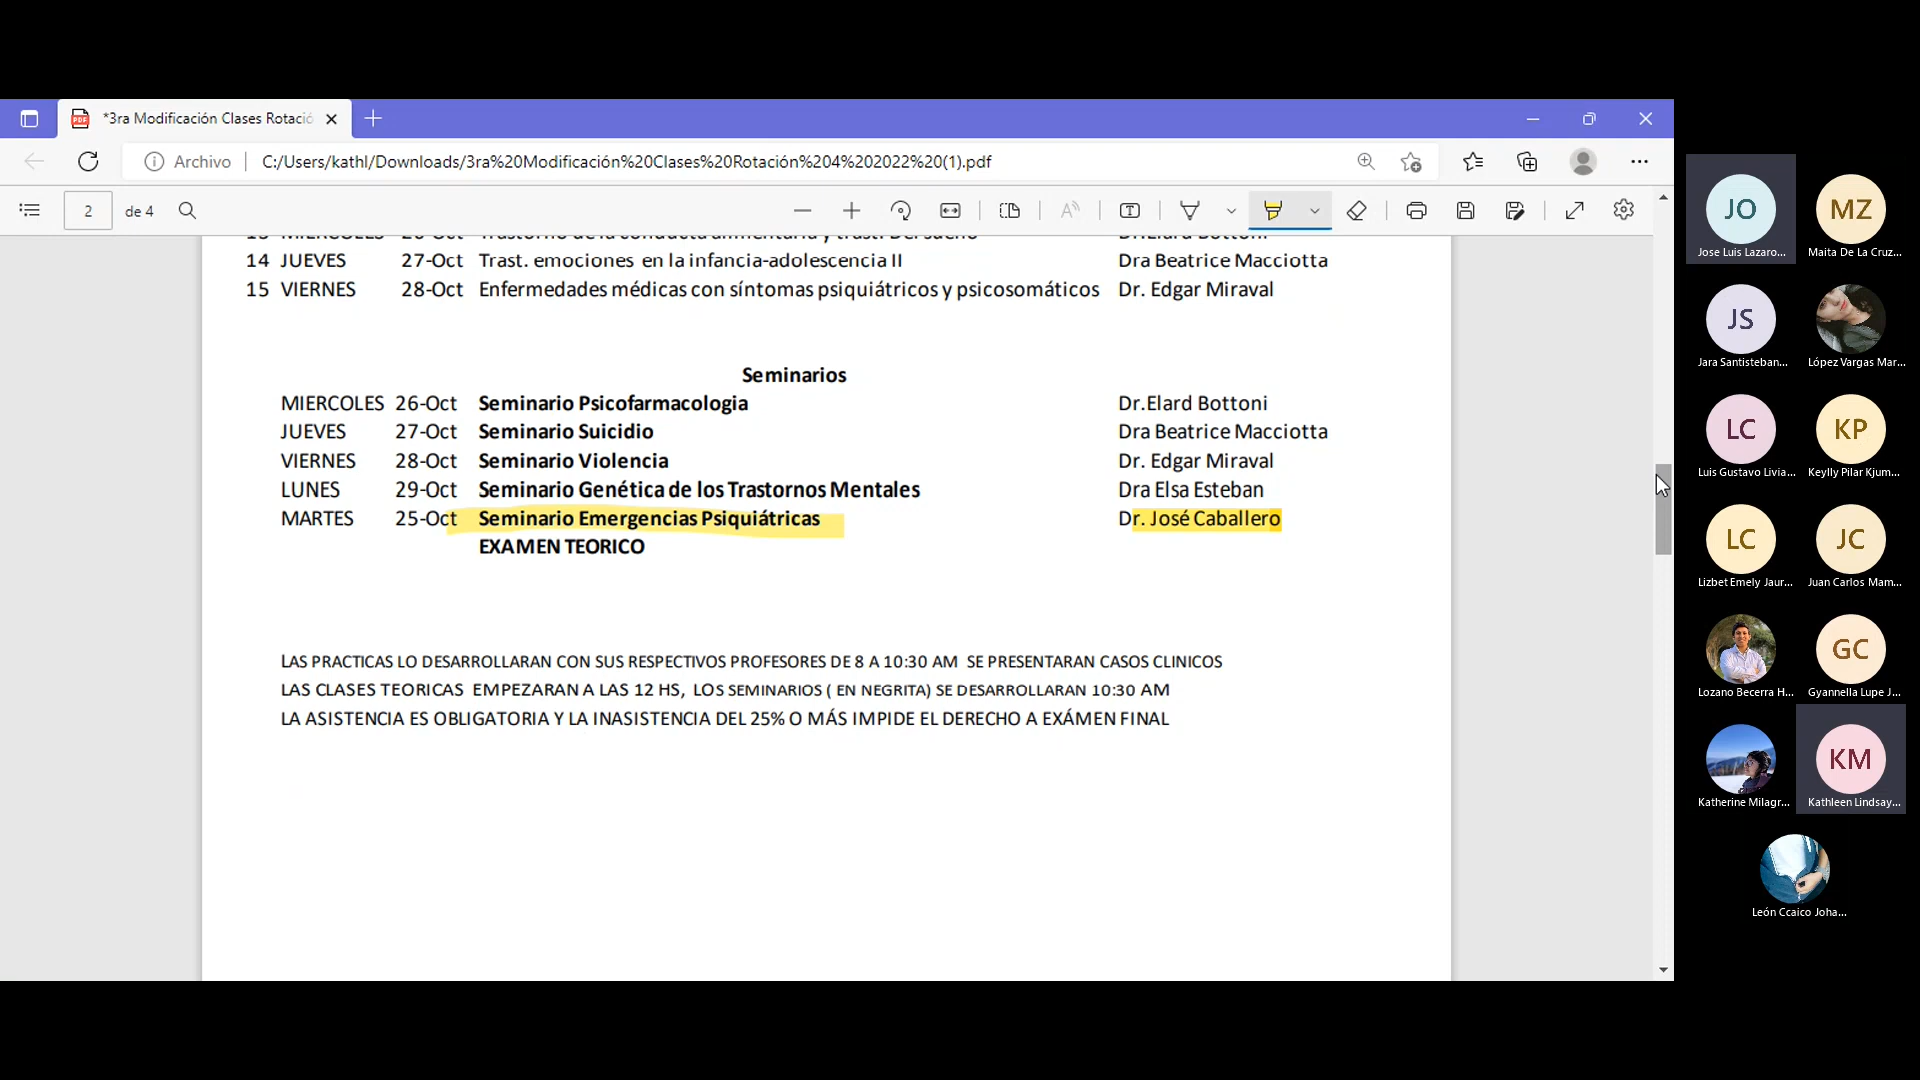 *3ra Modificación Clases Rotació
Archivo
C:/Users/kathl/Downloads/3ra%20Modificación%20Clases%20Rotación%204%202022%20(1).pdf
2 de 4
14 JUEVES 27-Oct Trast. emociones en la infancia-adolescencia II Dra Beatrice Macciotta
15 VIERNES 28-Oct Enfermedades médicas con síntomas psiquiátricos y psicosomáticos Dr. Edgar Miraval
Seminarios
MIERCOLES 26-Oct Seminario Psicofarmacologia Dr.Elard Bottoni
JUEVES 27-Oct Seminario Suicidio Dra Beatrice Macciotta
VIERNES 28-Oct Seminario Violencia Dr. Edgar Miraval
LUNES 29-Oct Seminario Genética de los Trastornos Mentales Dra Elsa Esteban
MARTES 25-Oct Seminario Emergencias Psiquiátricas Dr. José Caballero
EXAMEN TEORICO
LAS PRACTICAS LO DESARROLLARAN CON SUS RESPECTIVOS PROFESORES DE 8 A 10:30 AM SE PRESENTARAN CASOS CLINICOS
LAS CLASES TEORICAS EMPEZARAN A LAS 12 HS, LOS SEMINARIOS ( EN NEGRITA) SE DESARROLLARAN 10:30 AM
LA ASISTENCIA ES OBLIGATORIA Y LA INASISTENCIA DEL 25% O MÁS IMPIDE EL DERECHO A EXÁMEN FINAL
JO MZ
Jose Luis Lazaro... Maita De La Cruz...
JS
Jara Santisteban... López Vargas Mar...
LC KP
Luis Gustavo Livia... Keylly Pilar Kjum...
LC JC
Lizbet Emely Jaur... Juan Carlos Mam...
GC
Lozano Becerra H... Gyannella Lupe J...
KM
Katherine Milagr... Kathleen Lindsay...
León Ccaico Joha...